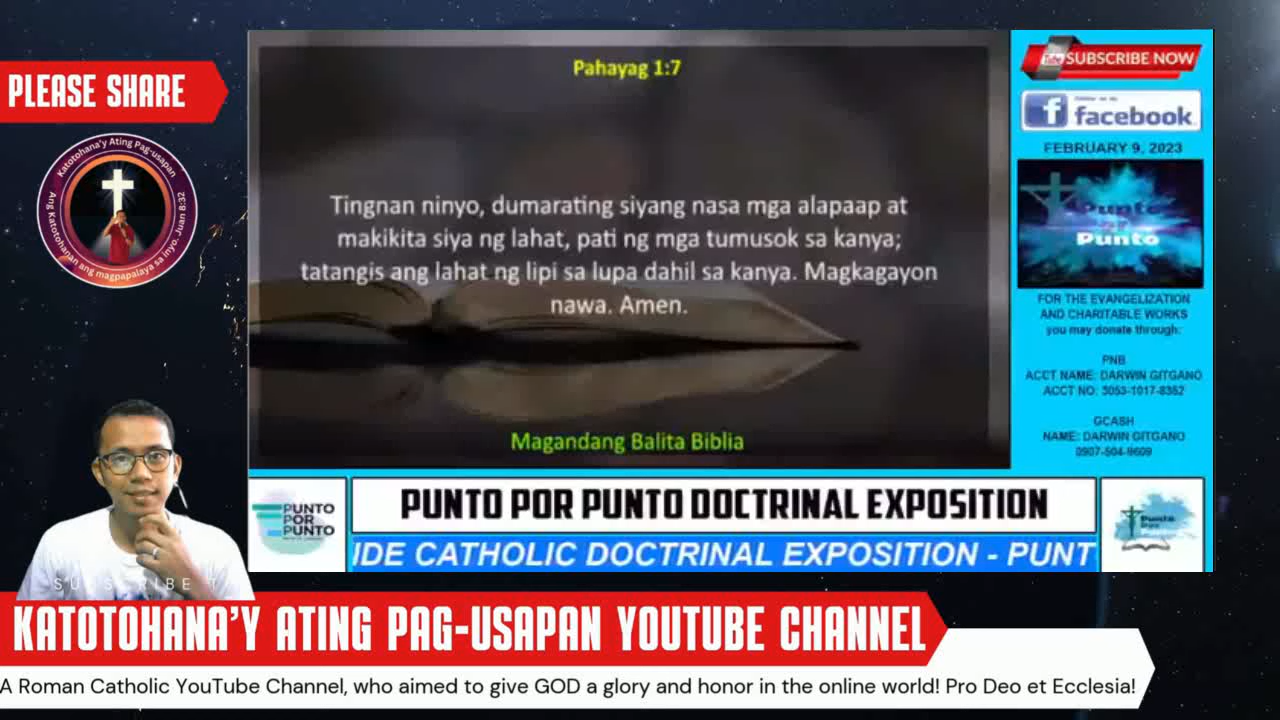 PLEASE SHARE
Katotohana'y Ating Pag-usapan
Ang Katotohanan ang magpapalaya sa inyo. Juan 8:32
Pahayag 1:7
Tingnan ninyo, dumarating siyang nasa mga alapaap at
makikita siya ng lahat, pati ng mga tumusok sa kanya;
tatangis ang lahat ng lipi sa lupa dahil sa kanya. Magkagayon
nawa. Amen.
Magandang Balita Biblia
SUBSCRIBE NOW
facebook
FEBRUARY 9, 2023
Punto
Por
Punto
FOR THE EVANGELIZATION
AND CHARITABLE WORKS
you may donate through:
PNB
ACCT NAME: DARWIN GITGANO
ACCT NO: 3053-1017-8352
GCASH
NAME: DARWIN GITGANO
0907-504-9609
PUNTO
POR
PUNTO
PUNTO POR PUNTO DOCTRINAL EXPOSITION
IDE CATHOLIC DOCTRINAL EXPOSITION - PUNT
Punto
Por
Punto
SUBSCRIBE T
KATOTOHANA'Y ATING PAG-USAPAN YOUTUBE CHANNEL
A Roman Catholic YouTube Channel, who aimed to give GOD a glory and honor in the online world! Pro Deo et Ecclesia!